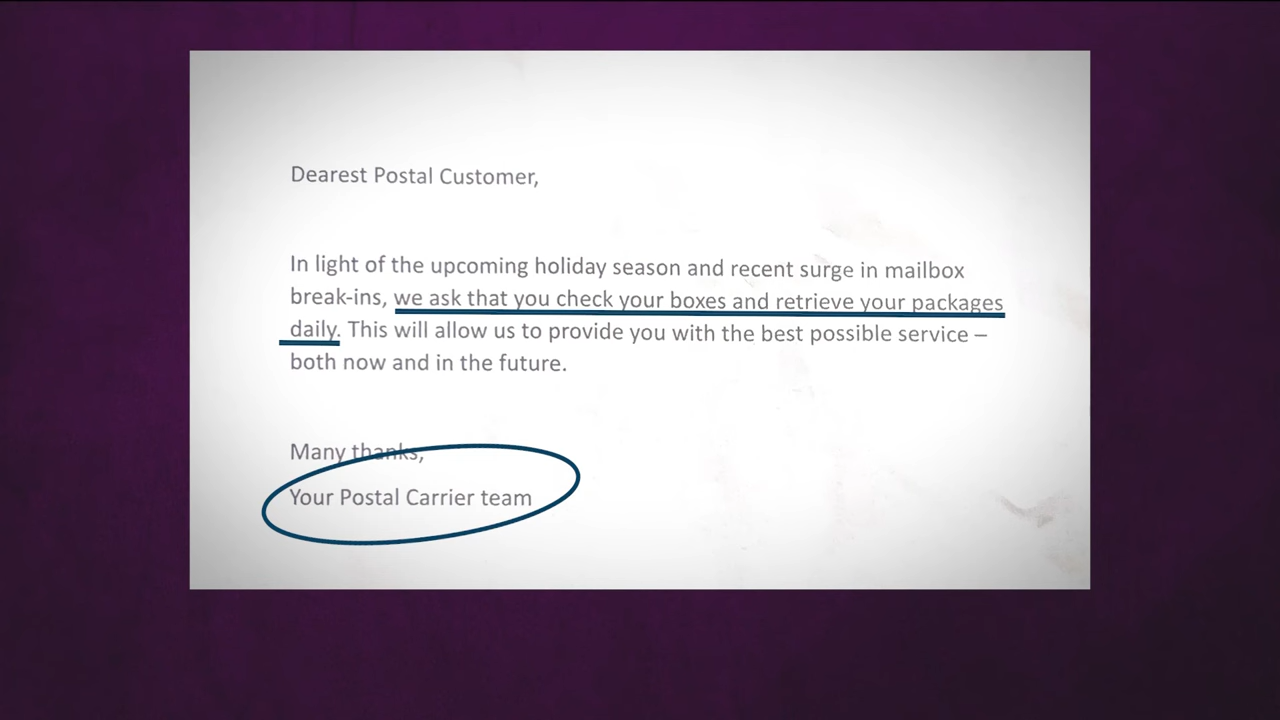 Dearest Postal Customer,
In light of the upcoming holiday season and recent surge in mailbox
break-ins, we ask that you check your boxes and retrieve your packages
daily. This will allow us to provide you with the best possible service –
both now and in the future.
Many thanks,
Your Postal Carrier team